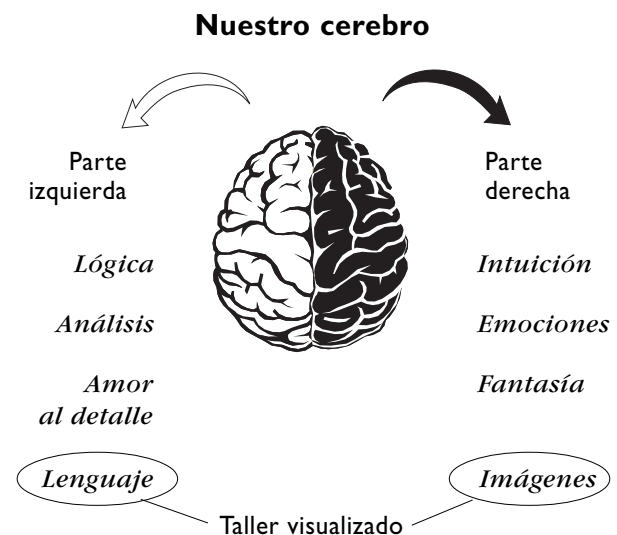 Nuestro cerebro
Parte
izquierda
Lógica
Análisis
Amor
al detalle
Lenguaje
Parte
derecha
Intuición
Emociones
Fantasía
Imágenes
Taller visualizado